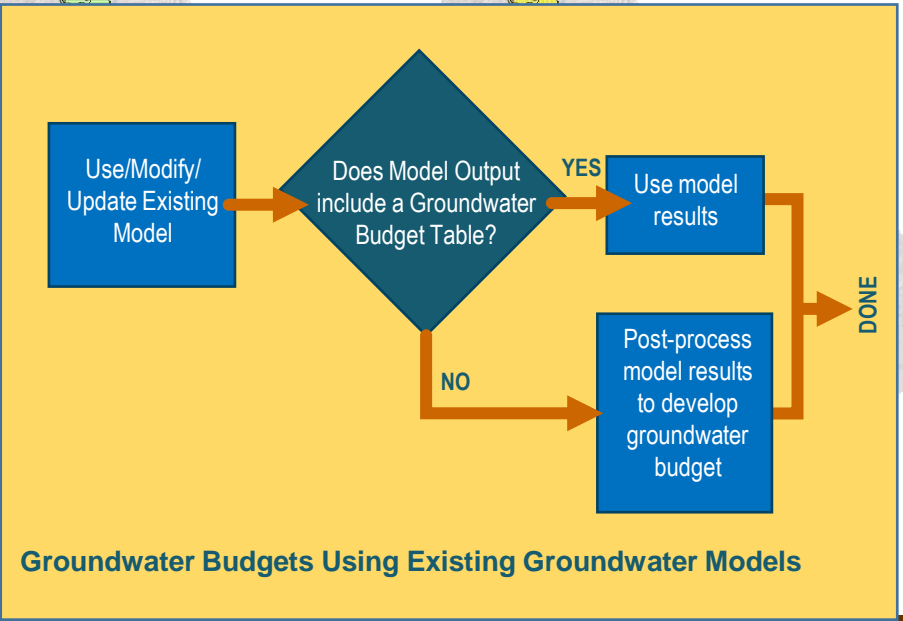 Use/Modify/
Update Existing
Model
Does Model Output
include a Groundwater
Budget Table?
YES
Use model
results
NO
Post-process
model results
to develop
groundwater
budget
DONE
Groundwater Budgets Using Existing Groundwater Models